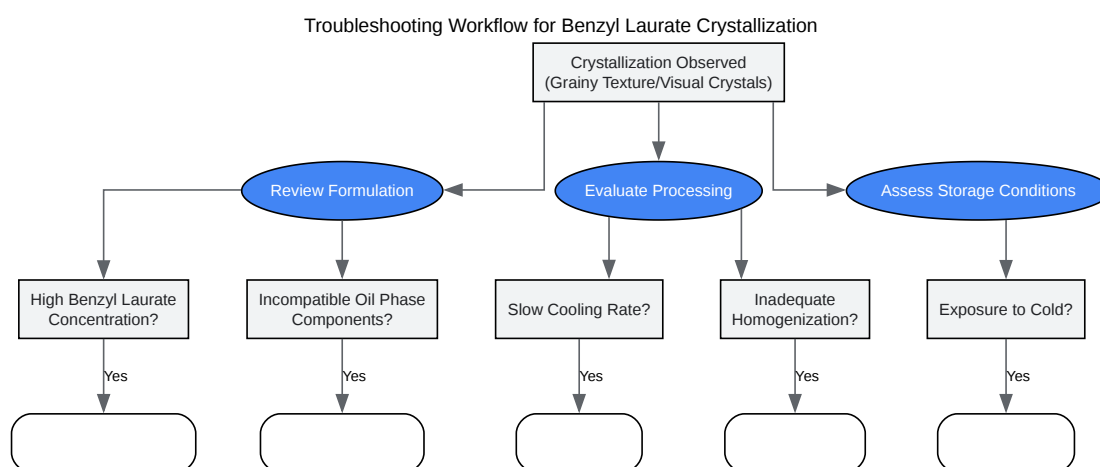 Troubleshooting Workflow for Benzyl Laurate Crystallization
Crystallization Observed
(Grainy Texture/Visual Crystals)
Review Formulation
Evaluate Processing
Assess Storage Conditions
High Benzyl Laurate
Concentration?
Incompatible Oil Phase
Components?
Slow Cooling Rate?
Inadequate
Homogenization?
Exposure to Cold?
Yes
Yes
Yes
Yes
Yes